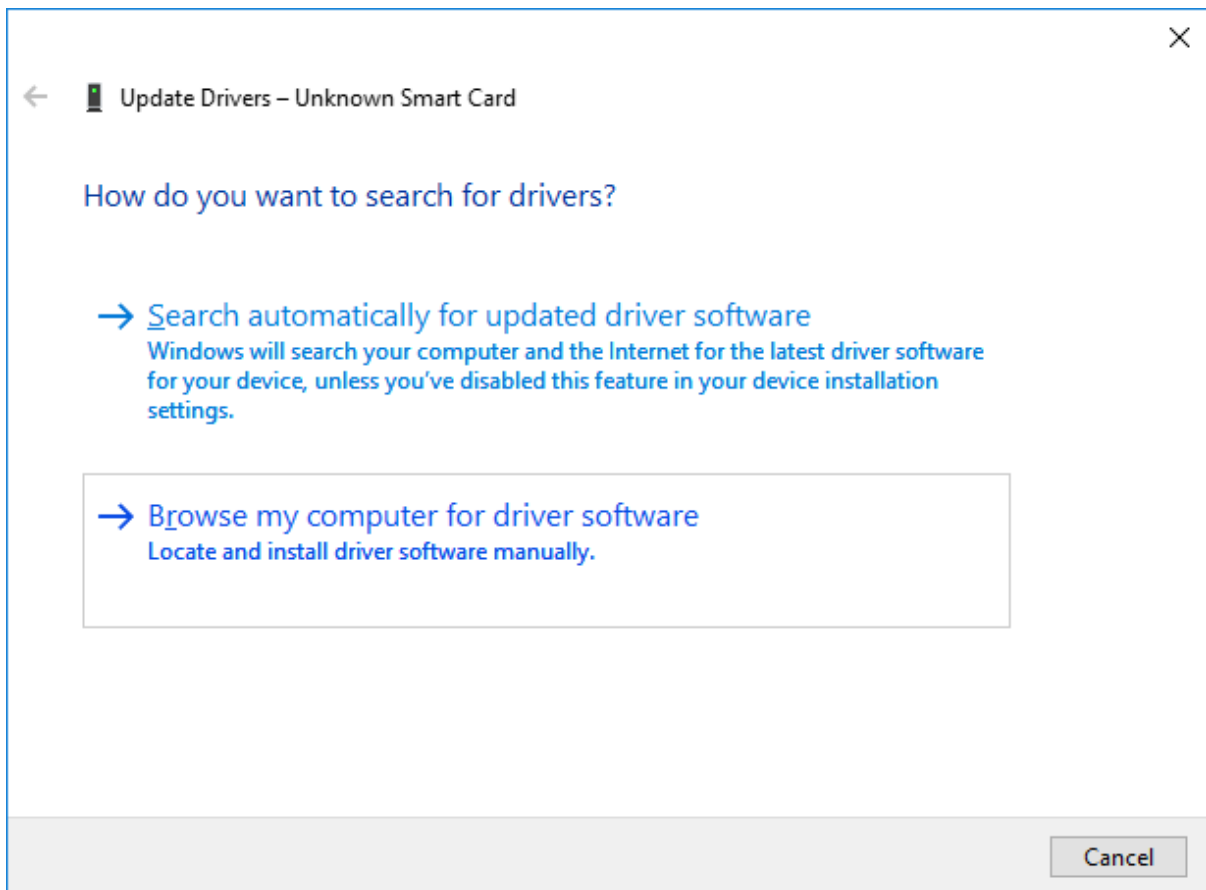 Update Drivers – Unknown Smart Card
How do you want to search for drivers?
Search automatically for updated driver software
Windows will search your computer and the Internet for the latest driver software
for your device, unless you’ve disabled this feature in your device installation
settings.
Browse my computer for driver software
Locate and install driver software manually.
Cancel